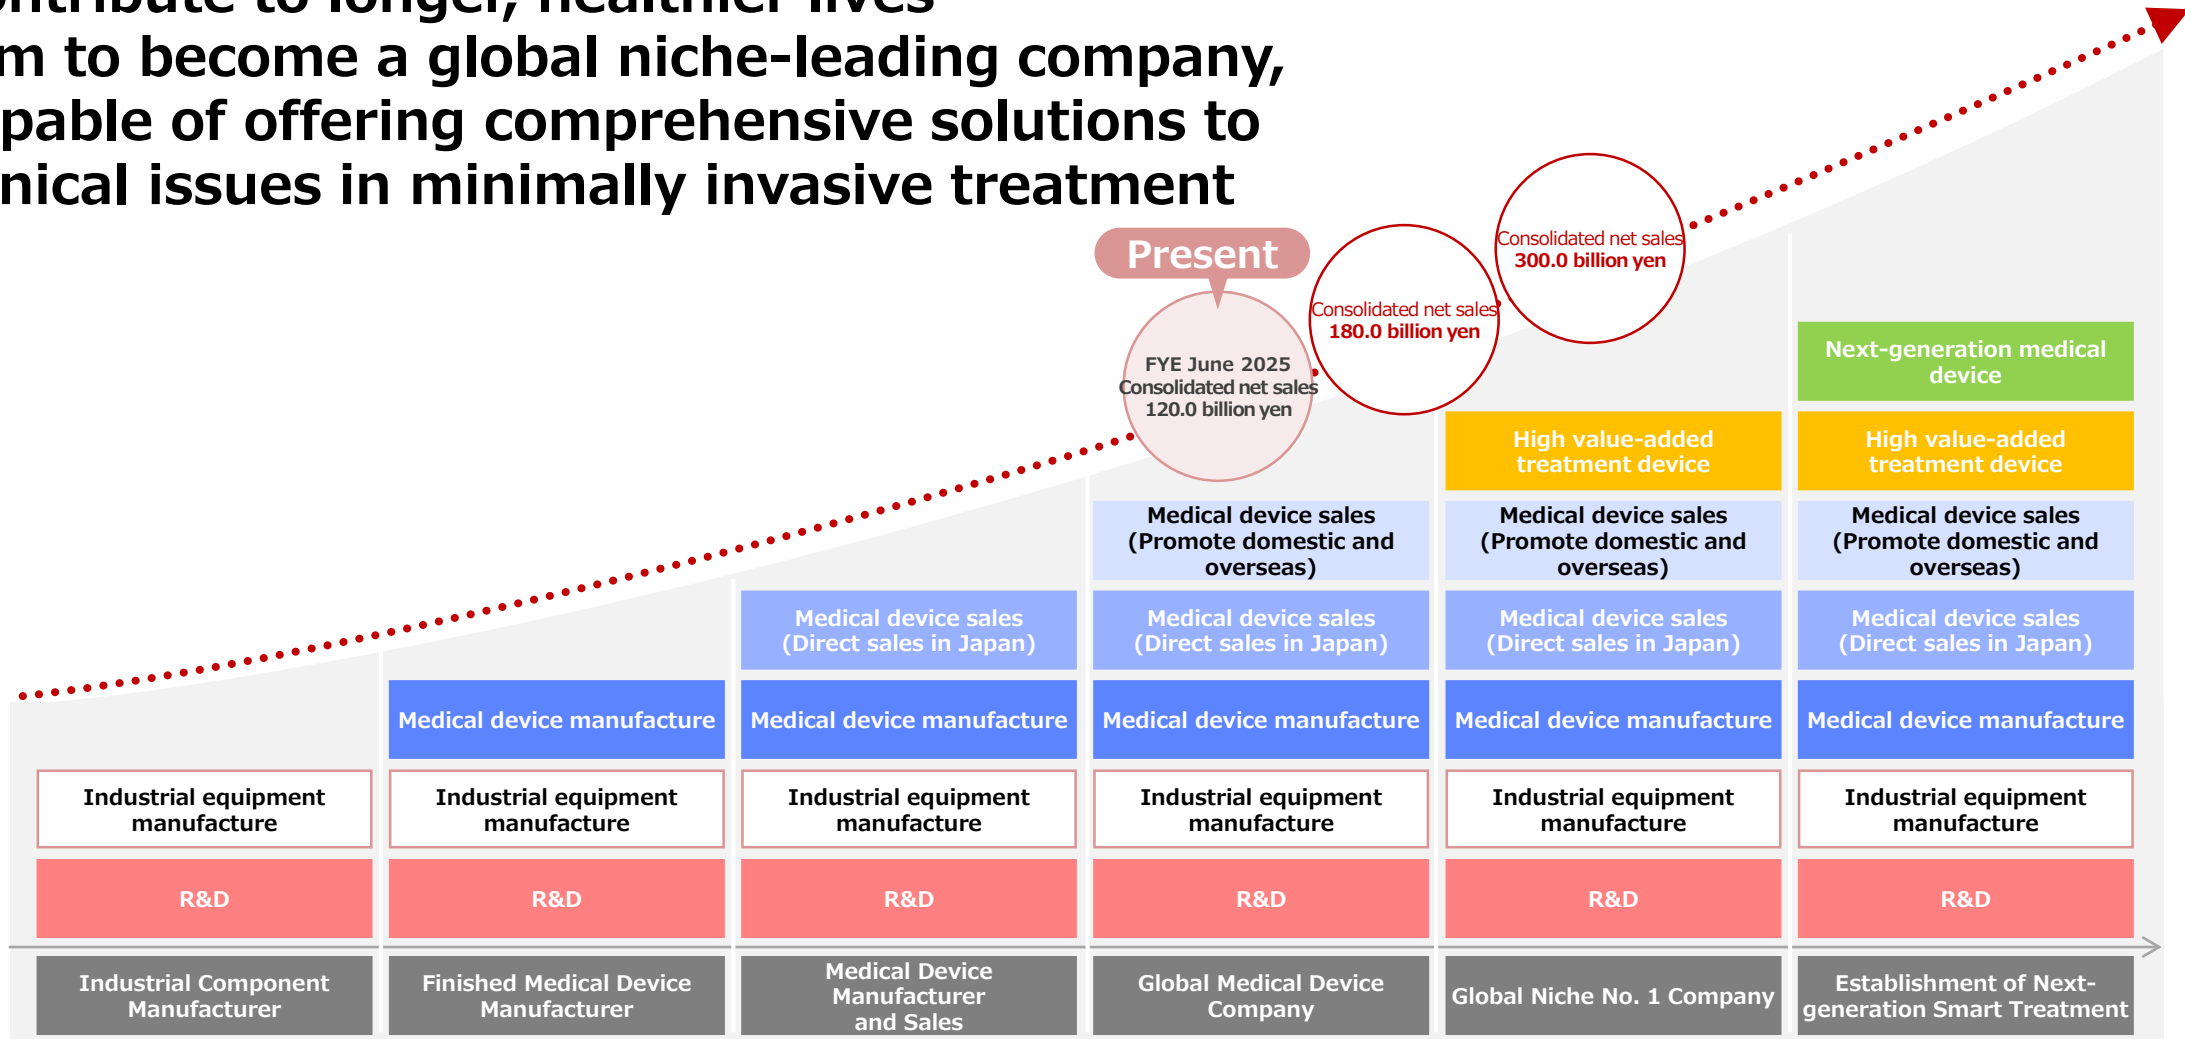 ontribute to longer, healthier lives
m to become a global niche-leading company,
pable of offering comprehensive solutions to
nical issues in minimally invasive treatment
Present
FYE June 2025
Consolidated net sales
120.0 billion yen
Consolidated net sales
180.0 billion yen
Consolidated net sales
300.0 billion yen
Industrial equipment
manufacture
R&D
Industrial Component
Manufacturer
Medical device manufacture
Industrial equipment
manufacture
R&D
Finished Medical Device
Manufacturer
Medical device sales
(Direct sales in Japan)
Medical device manufacture
Industrial equipment
manufacture
R&D
Medical Device
Manufacturer
and Sales
Medical device sales
(Promote domestic and
overseas)
Medical device sales
(Direct sales in Japan)
Medical device manufacture
Industrial equipment
manufacture
R&D
Global Medical Device
Company
High value-added
treatment device
Medical device sales
(Promote domestic and
overseas)
Medical device sales
(Direct sales in Japan)
Medical device manufacture
Industrial equipment
manufacture
R&D
Global Niche No. 1 Company
Next-generation medical
device
High value-added
treatment device
Medical device sales
(Promote domestic and
overseas)
Medical device sales
(Direct sales in Japan)
Medical device manufacture
Industrial equipment
manufacture
R&D
Establishment of Next-
generation Smart Treatment